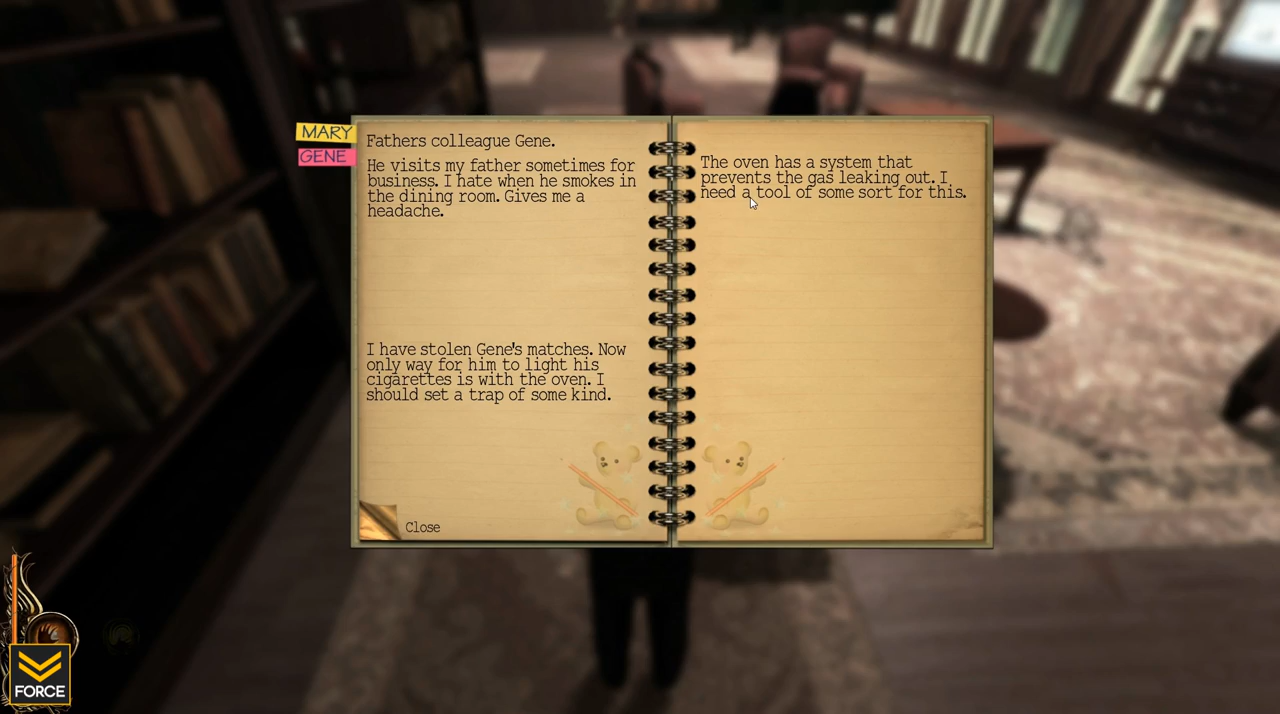 MARY
GENE
Fathers colleague Gene.
He visits my father sometimes for
business. I hate when he smokes in
the dining room. Gives me a
headache.
I have stolen Gene's matches. Now
only way for him to light his
cigarettes is with the oven. I
should set a trap of some kind.
Close
The oven has a system that
prevents the gas leaking out. I
need a tool of some sort for this.
FORCE